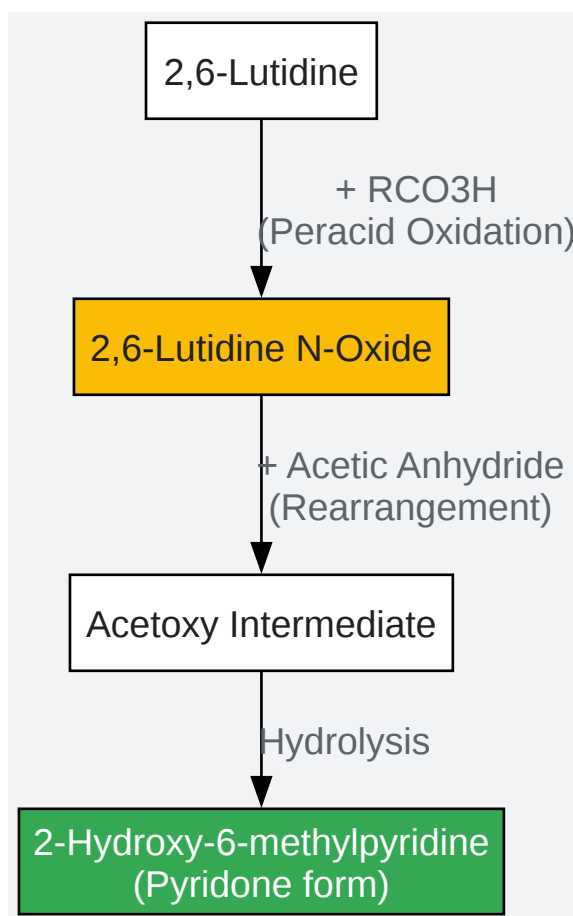 2,6-Lutidine
+ RCO3H
(Peracid Oxidation)
2,6-Lutidine N-Oxide
+ Acetic Anhydride
(Rearrangement)
Acetoxy Intermediate
Hydrolysis
2-Hydroxy-6-methylpyridine
(Pyridone form)